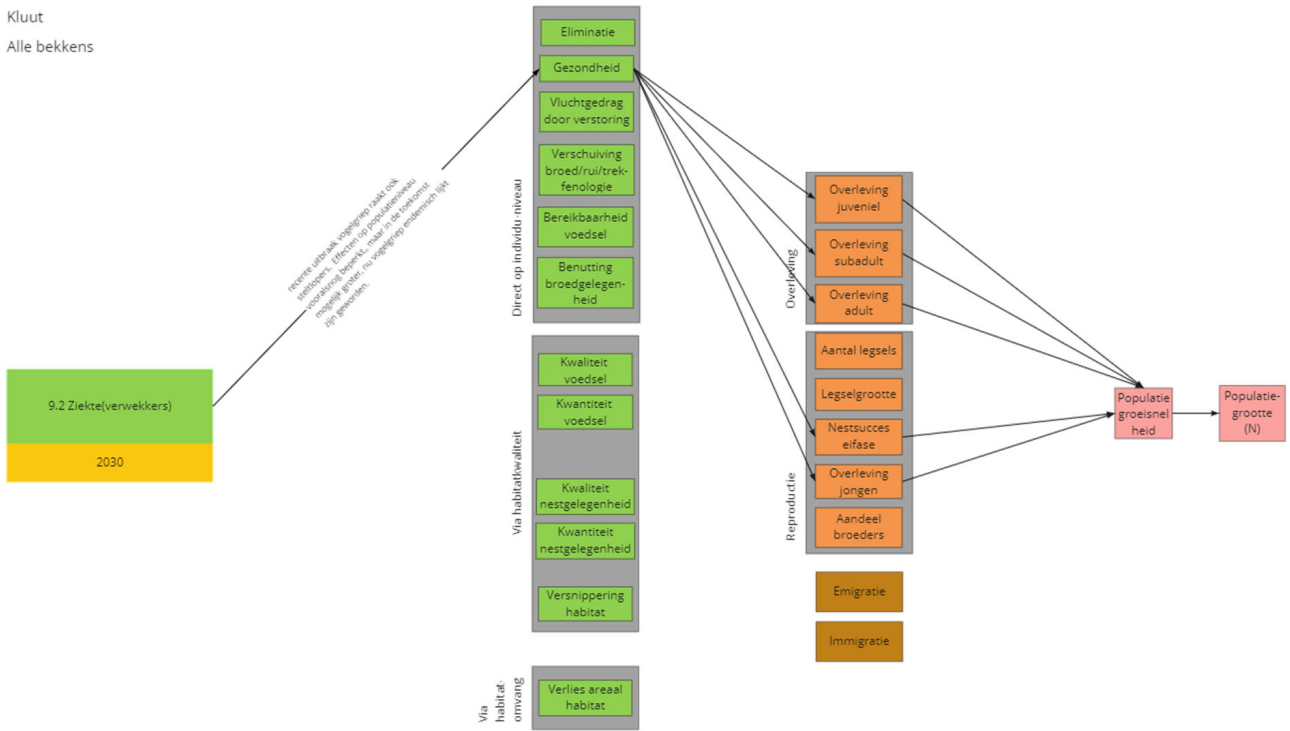 Kluut
Alle bekkens
9.2 Ziekte(verwekkers)
2030
recente uitbraak vogelgriep raakt ook
steltlopers. Effecten op populatieniveau
vooralsnog beperkt, maar in de toekomst
mogelijk groter, nu vogelgriep endemisch lijkt
zijn geworden.
Direct op individu-niveau
Eliminatie
Gezondheid
Vluchtgedrag
door verstoring
Verschuiving
broed/rui/trek-
fenologie
Bereikbaarheid
voedsel
Benutting
broedgelegen-
heid
Via habitatkwaliteit
Kwaliteit
voedsel
Kwantiteit
voedsel
Kwaliteit
nestgelegenheid
Kwantiteit
nestgelegenheid
Versnippering
habitat
Via
habitat-
omvang
Verlies areaal
habitat
Overleving
Overleving
juveniel
Overleving
subadult
Overleving
adult
Reproductie
Aantal legsels
Legselgrootte
Nestsucces
eifase
Overleving
jongen
Aandeel
broeders
Emigratie
Immigratie
Populatie
groeisnel
heid
Populatie-
grootte
(N)